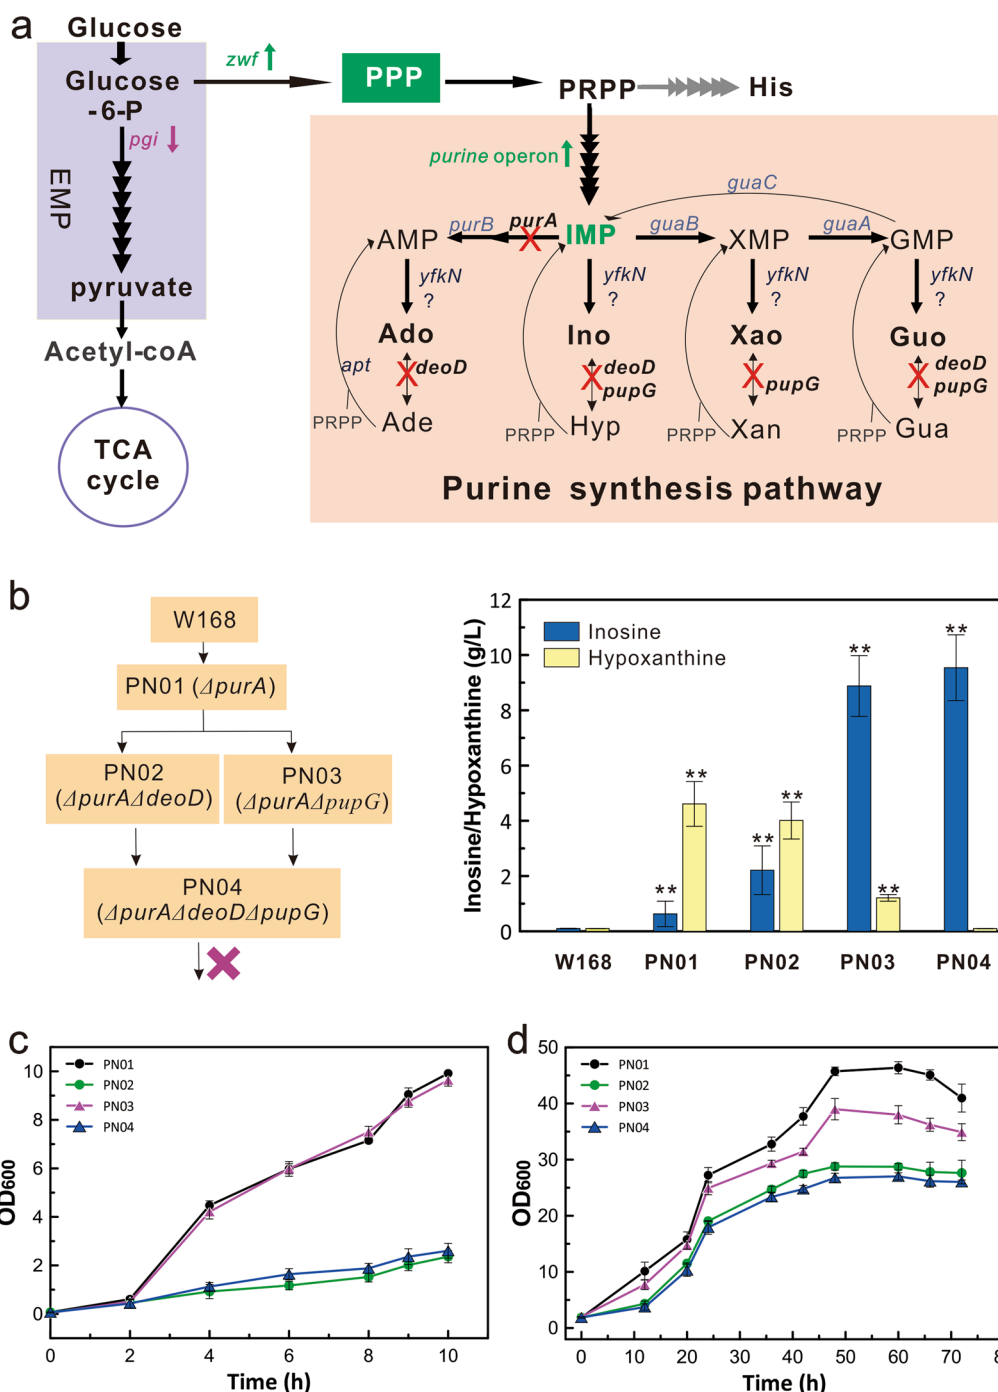 a
Glucose
Glucose
-6-P
zwf
PPP
PRPP
His
pgi
EMP
pyruvate
Acetyl-coA
TCA
cycle
purine operon
guaC
purB
purA
IMP
guaB
guaA
AMP
XMP
GMP
yfkN
?
yfkN
?
yfkN
?
yfkN
?
Ado
Ino
Xao
Guo
apt
deoD
deoD
pupG
pupG
deoD
pupG
PRPP
Ade
PRPP
Hyp
PRPP
Xan
PRPP
Gua
Purine synthesis pathway
b
W168
PN01 (ΔpurA)
PN02
(ΔpurAΔdeoD)
PN03
(ΔpurAΔpupG)
PN04
(ΔpurAΔdeoDΔpupG)
Inosine/Hypoxanthine (g/L)
12
10
8
6
4
2
0
Inosine
Hypoxanthine
**
**
**
**
**
**
**
W168
PN01
PN02
PN03
PN04
c
OD600
10
8
6
4
2
0
PN01
PN02
PN03
PN04
0 2 4 6 8 10
Time (h)
d
OD600
50
40
30
20
10
0
PN01
PN02
PN03
PN04
0 10 20 30 40 50 60 70
Time (h)